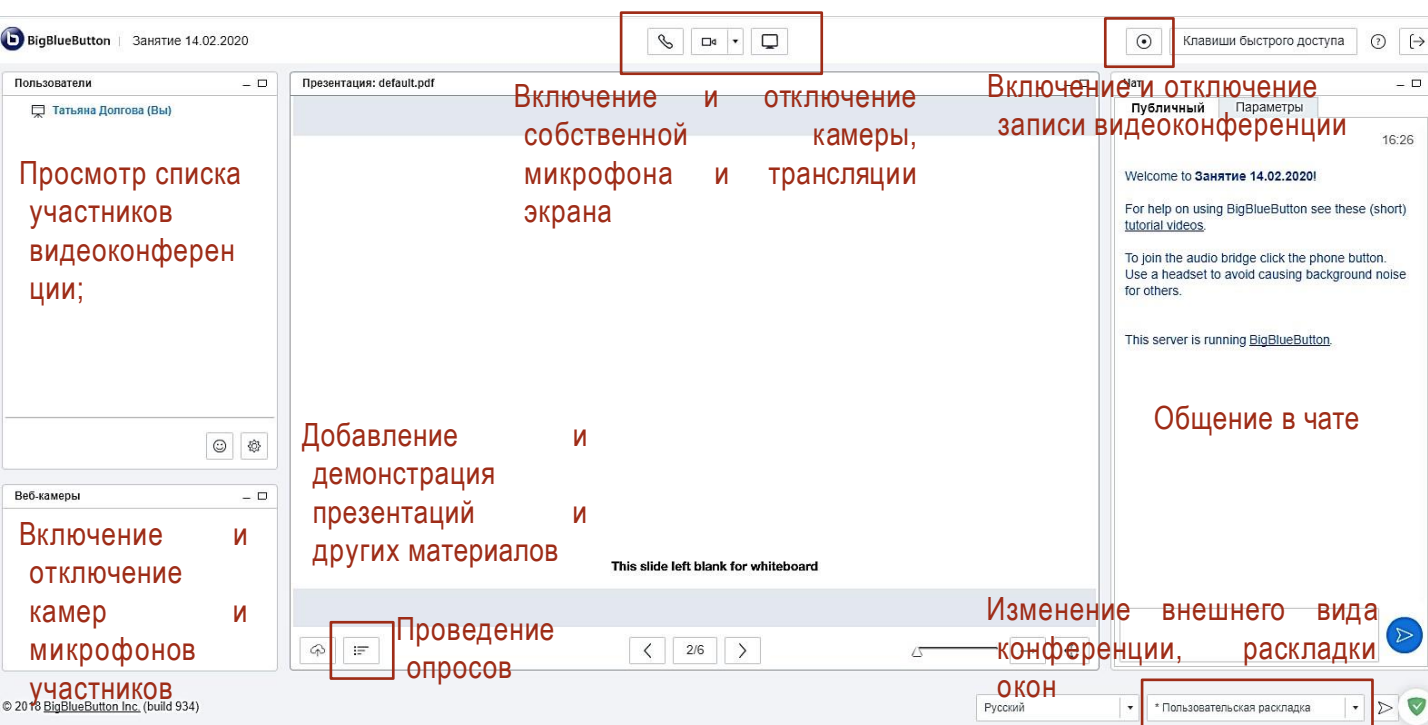 BigBlueButton | Занятие 14.02.2020
Клавиши быстрого доступа
Пользователи
Татьяна Долгова (Вы)
Просмотр списка
участников
видеоконферен
ции;
Веб-камеры
Включение и
отключение
камер и
микрофонов
участников
Презентация: default.pdf
Включение и отключение
собственной камеры,
микрофона и трансляции
экрана
Добавление и
демонстрация
презентаций и
других материалов
This slide left blank for whiteboard
Проведение
опросов
2/6
Включение и отключение
записи видеоконференции
Чат
Публичный Параметры
16:26
Welcome to Занятие 14.02.2020!
For help on using BigBlueButton see these (short)
tutorial videos.
To join the audio bridge click the phone button.
Use a headset to avoid causing background noise
for others.
This server is running BigBlueButton.
Общение в чате
Изменение внешнего вида
конференции, раскладки
окон
© 2018 BigBlueButton Inc. (build 934)
Русский
* Пользовательская раскладка